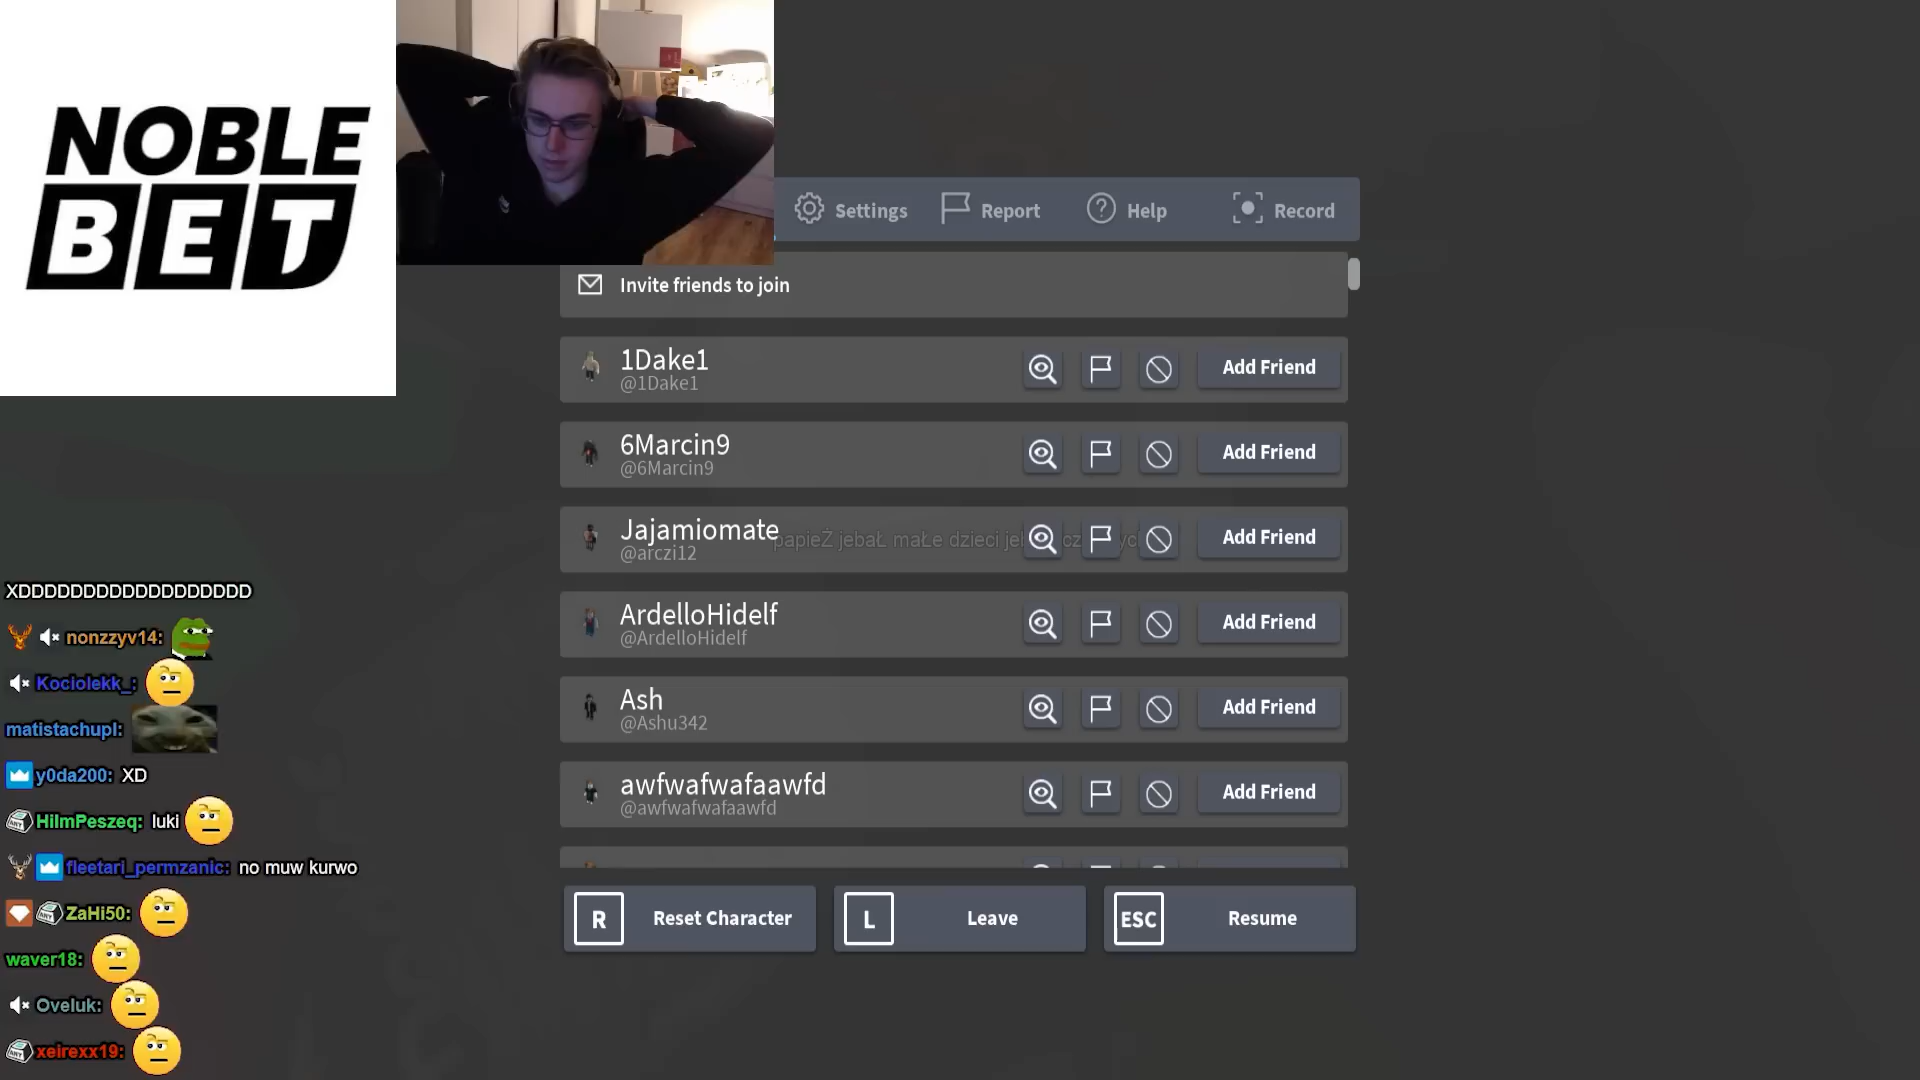 NOBLE
BET
Settings
Report
Help
Record
Invite friends to join
1Dake1
@1Dake1
Add Friend
6Marcin9
@6Marcin9
Add Friend
Jajamiomate
@arczi12
papieŻ jebaŁ maŁe dzieci
Add Friend
ArdelloHidelf
@ArdelloHidelf
Add Friend
Ash
@Ashu342
Add Friend
awfwafwafaawfd
@awfwafwafaawfd
Add Friend
R Reset Character
L Leave
ESC Resume
XDDDDDDDDDDDDDDDDDD
nonzzyv14:
Kociolekk_:
matistachupl:
y0da200: XD
HilmPeszeq: luki
fleetari_permzanic: no muw kurwo
ZaHi50:
waver18:
Oveluk:
xeirexx19: